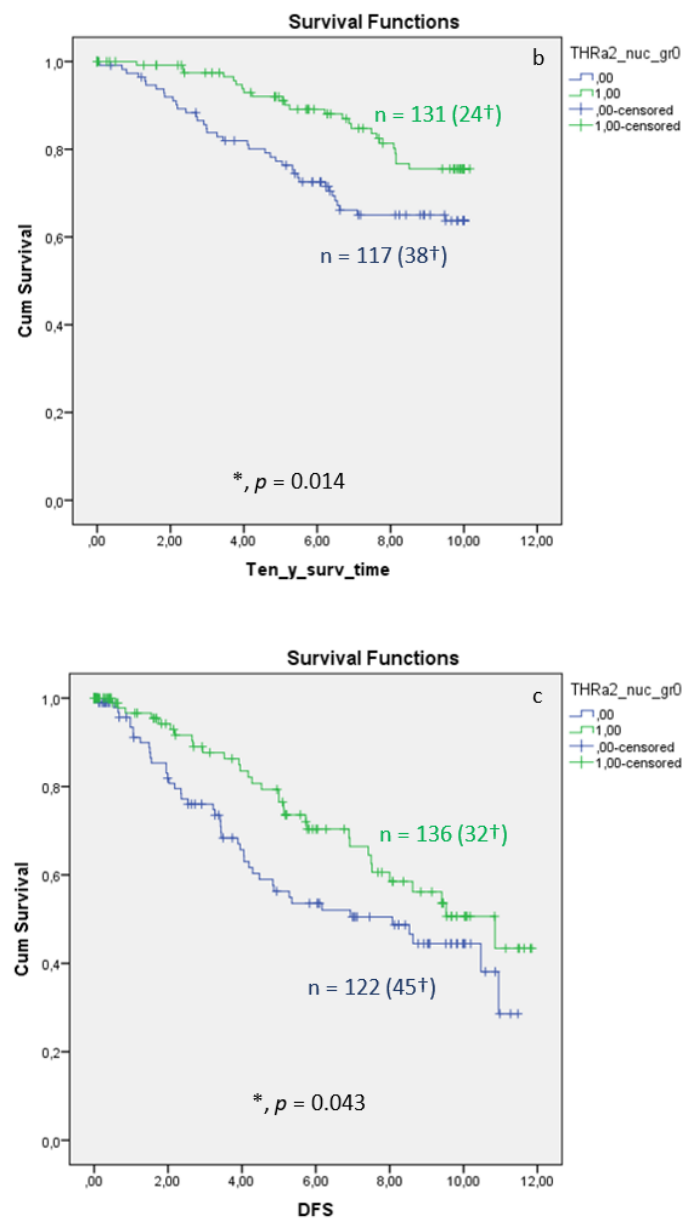 Survival Functions
b
THRa2_nuc_gr0
,00
1,00
,00-censored
1,00-censored
n = 131 (24†)
n = 117 (38†)
*, p = 0.014
Cum Survival
1,0
0,8
0,6
0,4
0,2
0,0
,00 2,00 4,00 6,00 8,00 10,00 12,00
Ten_y_surv_time
Survival Functions
c
THRa2_nuc_gr0
,00
1,00
,00-censored
1,00-censored
n = 136 (32†)
n = 122 (45†)
*, p = 0.043
Cum Survival
1,0
0,8
0,6
0,4
0,2
0,0
,00 2,00 4,00 6,00 8,00 10,00 12,00
DFS